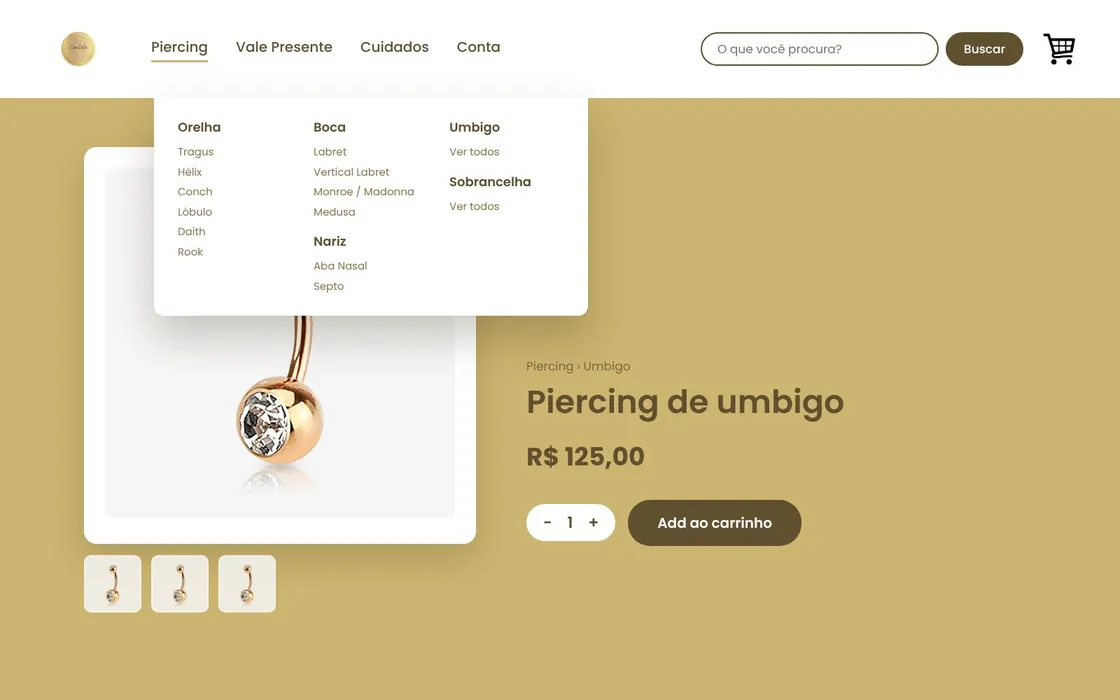 Piercing
Vale Presente
Cuidados
Conta
O que você procura?
Buscar
Orelha
Tragus
Hélix
Conch
Lóbulo
Daith
Rook
Boca
Labret
Vertical Labret
Monroe / Madonna
Medusa
Nariz
Aba Nasal
Septo
Umbigo
Ver todos
Sobrancelha
Ver todos
Piercing › Umbigo
Piercing de umbigo
R$ 125,00
- 1 +
Add ao carrinho